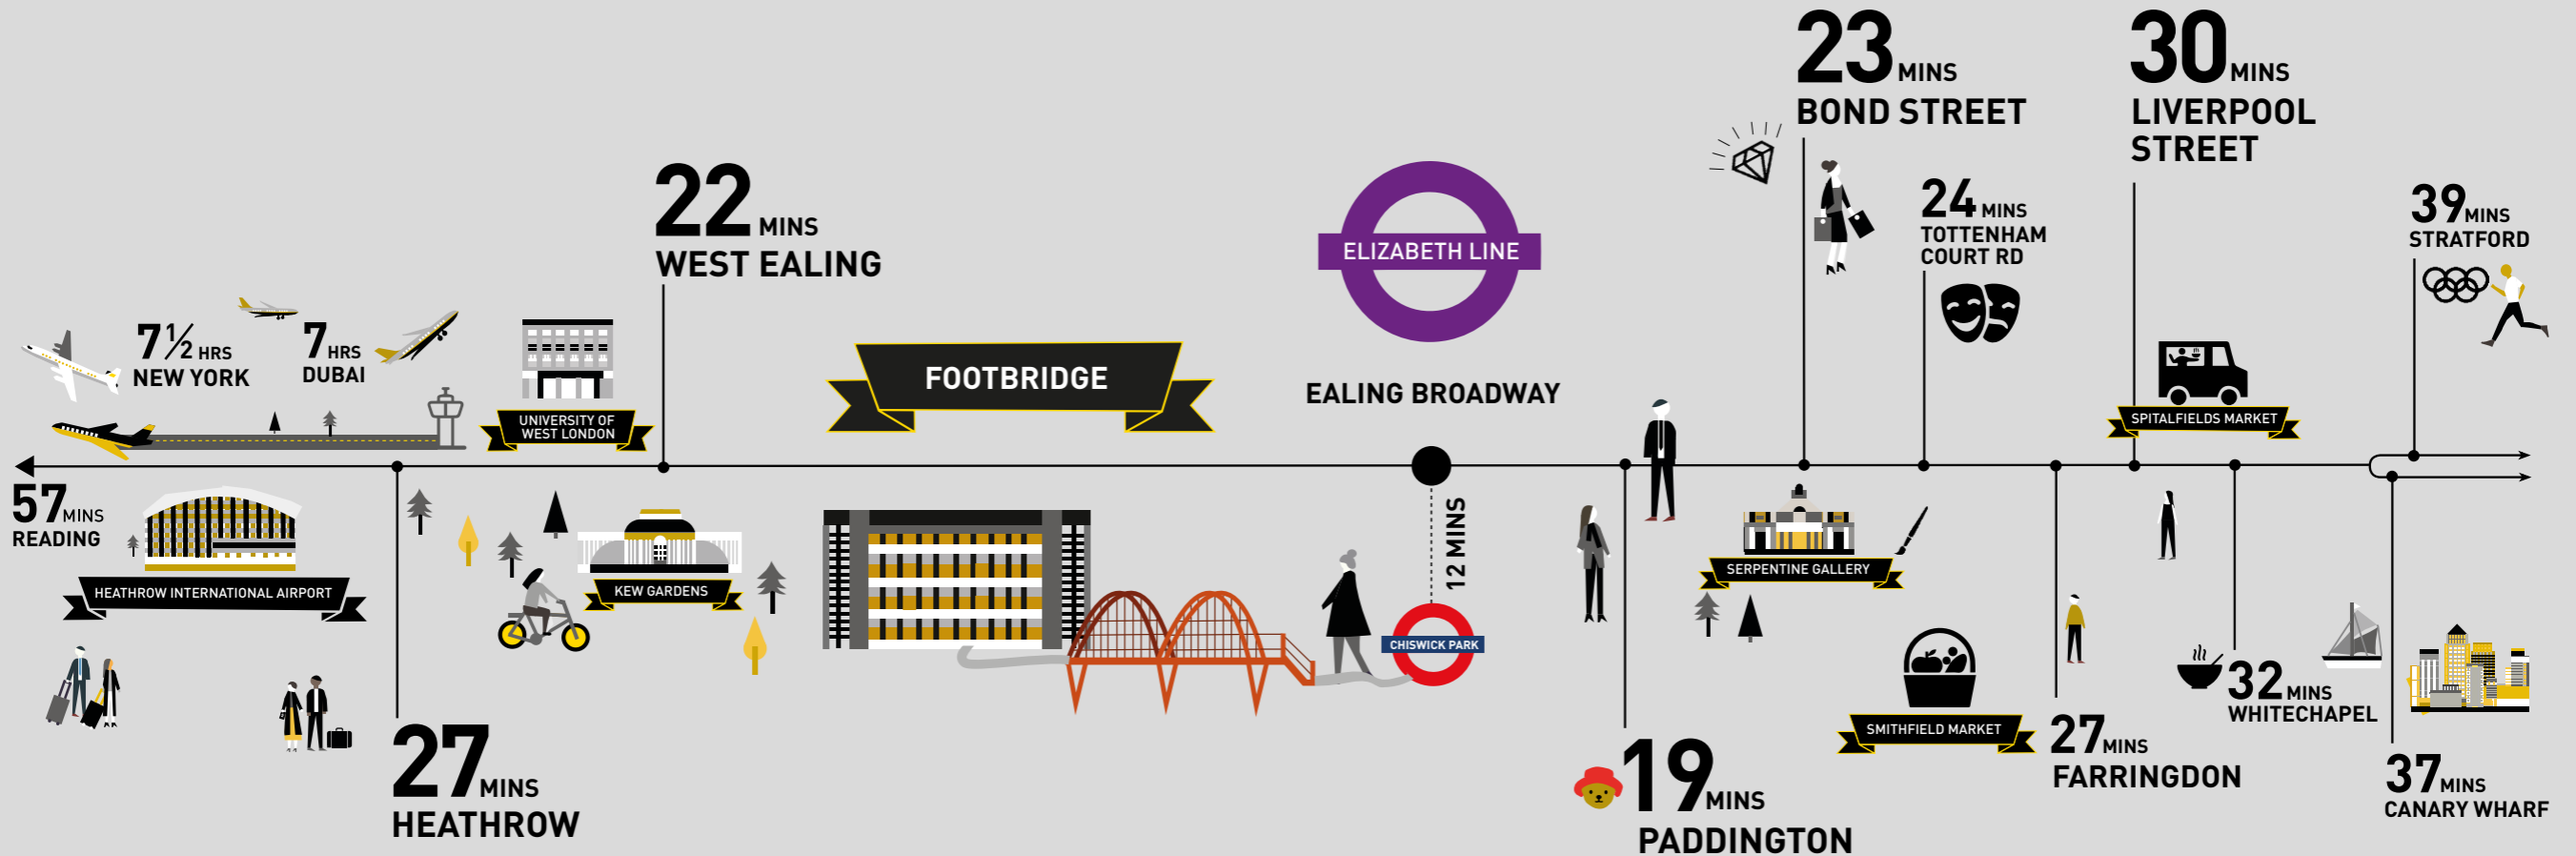 7½ HRS
NEW YORK
7 HRS
DUBAI
UNIVERSITY OF
WEST LONDON
22 MINS
WEST EALING
FOOTBRIDGE
ELIZABETH LINE
EALING BROADWAY
23 MINS
BOND STREET
24 MINS
TOTTENHAM
COURT RD
30 MINS
LIVERPOOL
STREET
SPITALFIELDS MARKET
39 MINS
STRATFORD
57 MINS
READING
HEATHROW INTERNATIONAL AIRPORT
27 MINS
HEATHROW
KEW GARDENS
12 MINS
CHISWICK PARK
19 MINS
PADDINGTON
SERPENTINE GALLERY
SMITHFIELD MARKET
27 MINS
FARRINGDON
32 MINS
WHITECHAPEL
37 MINS
CANARY WHARF